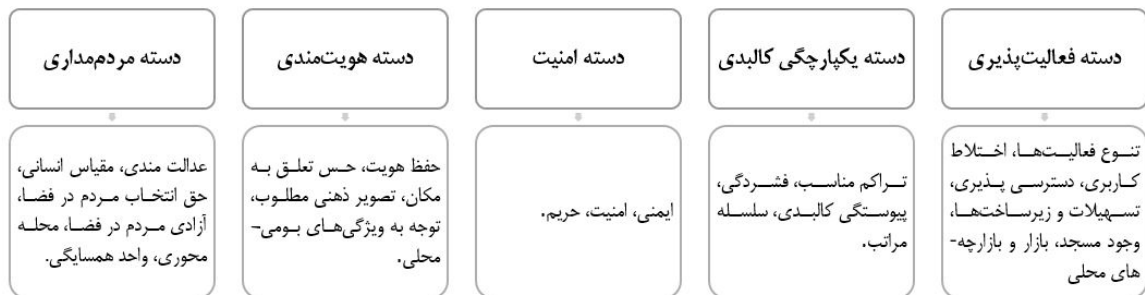 دسته فعالیت‌پذیری
تنوع فعالیت‌ها، اختلاط
کاربری، دسترسی پذیری،
تسهیلات و زیرساخت‌ها،
وجود مسجد، بازار و بازارچه-
های محلی
دسته یکپارچگی کالبدی
تراکم مناسب، فشردگی،
پیوستگی کالبدی، سلسله
مراتب.
دسته امنیت
ایمنی، امنیت، حریم.
دسته هویت‌مندی
حفظ هویت، حس تعلق به
مکان، تصویر ذهنی مطلوب،
توجه به ویژگی‌های بومی-
محلی.
دسته مردم‌مداری
عدالت مندی، مقیاس انسانی،
حق انتخاب مردم در فضا،
آزادی مردم در فضا، محله
محوری، واحد همسایگی.